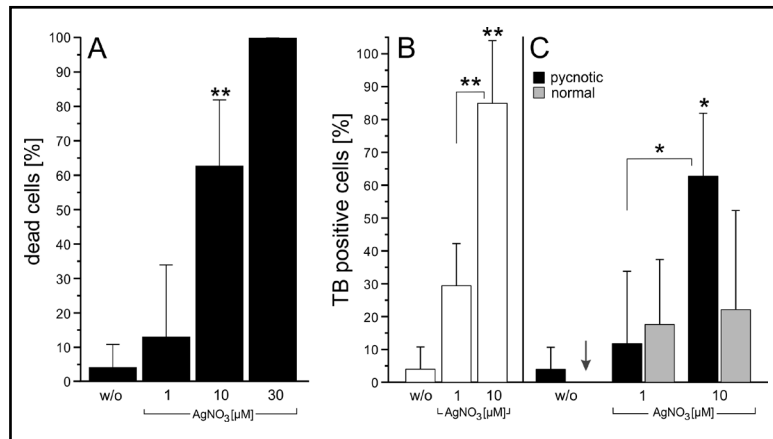 A
dead cells [%]
100
90
80
70
60
50
40
30
20
10
0
**
w/o
1
10
30
AgNO₃[µM]
B
TB positive cells [%]
100
90
80
70
60
50
40
30
20
10
0
**
**
w/o
1
10
AgNO₃[µM]
C
pycnotic
normal
*
*
w/o
1
10
AgNO₃[µM]